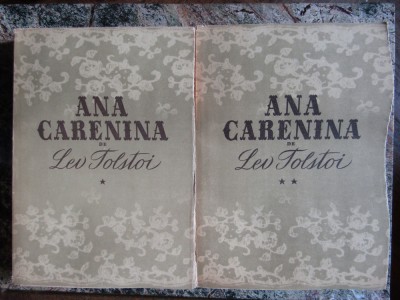 ANA
CARENINA
DE
Lev Tolstoi
*
ANA
CARENINA
DE
Lev Tolstoi
* *